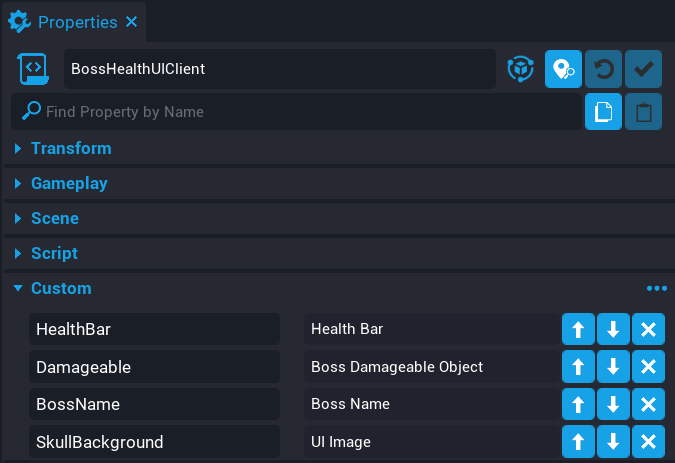 Properties
BossHealthUIClient
Find Property by Name
Transform
Gameplay
Scene
Script
Custom
HealthBar Health Bar
Damageable Boss Damageable Object
BossName Boss Name
SkullBackground UI Image